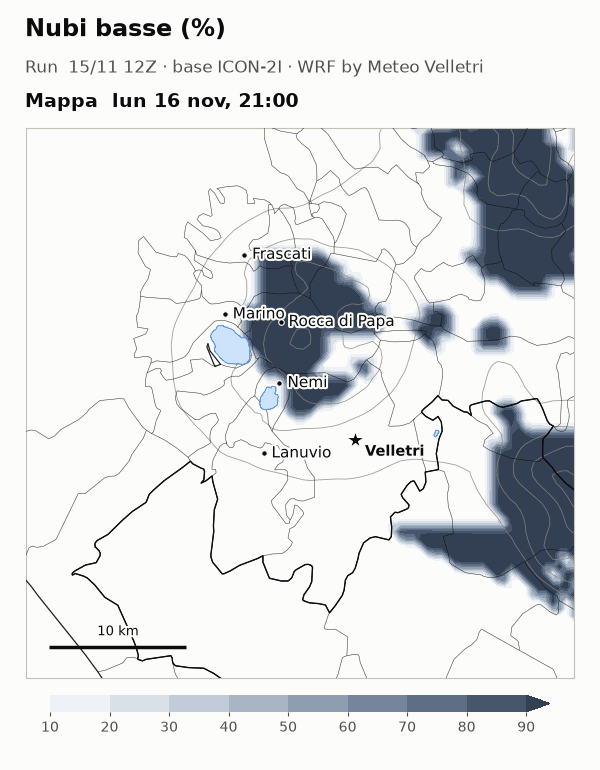 Nubi basse (%)
Run  15/11 12Z · base ICON-2I · WRF by Meteo Velletri
Mappa  lun 16 nov, 21:00
Frascati
Marino
Rocca di Papa
Nemi
Velletri
Lanuvio
10 km
10 20 30 40 50 60 70 80 90